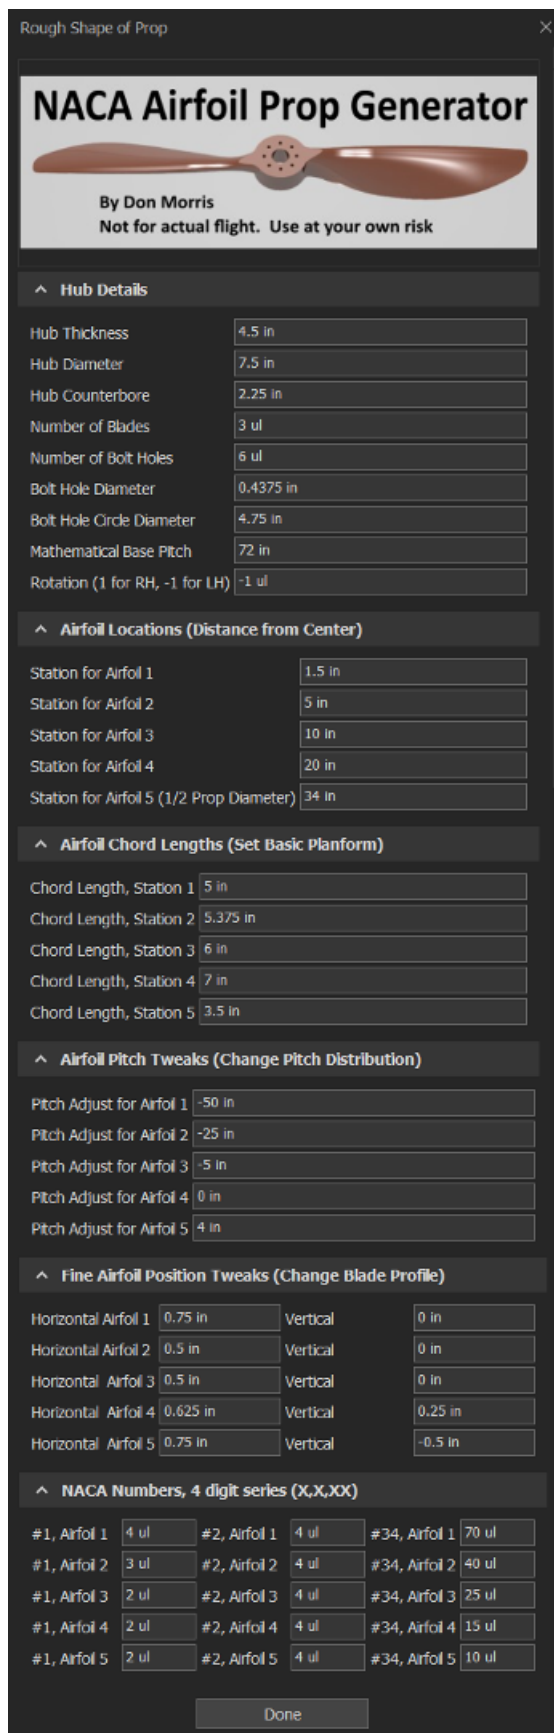 Rough Shape of Prop
NACA Airfoil Prop Generator
By Don Morris
Not for actual flight. Use at your own risk
Hub Details
Hub Thickness 4.5 in
Hub Diameter 7.5 in
Hub Counterbore 2.25 in
Number of Blades 3 ul
Number of Bolt Holes 6 ul
Bolt Hole Diameter 0.4375 in
Bolt Hole Circle Diameter 4.75 in
Mathematical Base Pitch 72 in
Rotation (1 for RH, -1 for LH) -1 ul
Airfoil Locations (Distance from Center)
Station for Airfoil 1 1.5 in
Station for Airfoil 2 5 in
Station for Airfoil 3 10 in
Station for Airfoil 4 20 in
Station for Airfoil 5 (1/2 Prop Diameter) 34 in
Airfoil Chord Lengths (Set Basic Planform)
Chord Length, Station 1 5 in
Chord Length, Station 2 5.375 in
Chord Length, Station 3 6 in
Chord Length, Station 4 7 in
Chord Length, Station 5 3.5 in
Airfoil Pitch Tweaks (Change Pitch Distribution)
Pitch Adjust for Airfoil 1 -50 in
Pitch Adjust for Airfoil 2 -25 in
Pitch Adjust for Airfoil 3 -5 in
Pitch Adjust for Airfoil 4 0 in
Pitch Adjust for Airfoil 5 4 in
Fine Airfoil Position Tweaks (Change Blade Profile)
Horizontal Airfoil 1 0.75 in Vertical 0 in
Horizontal Airfoil 2 0.5 in Vertical 0 in
Horizontal Airfoil 3 0.5 in Vertical 0 in
Horizontal Airfoil 4 0.625 in Vertical 0.25 in
Horizontal Airfoil 5 0.75 in Vertical -0.5 in
NACA Numbers, 4 digit series (X,X,XX)
#1, Airfoil 1 4 ul #2, Airfoil 1 4 ul #34, Airfoil 1 70 ul
#1, Airfoil 2 3 ul #2, Airfoil 2 4 ul #34, Airfoil 2 40 ul
#1, Airfoil 3 2 ul #2, Airfoil 3 4 ul #34, Airfoil 3 25 ul
#1, Airfoil 4 2 ul #2, Airfoil 4 4 ul #34, Airfoil 4 15 ul
#1, Airfoil 5 2 ul #2, Airfoil 5 4 ul #34, Airfoil 5 10 ul
Done